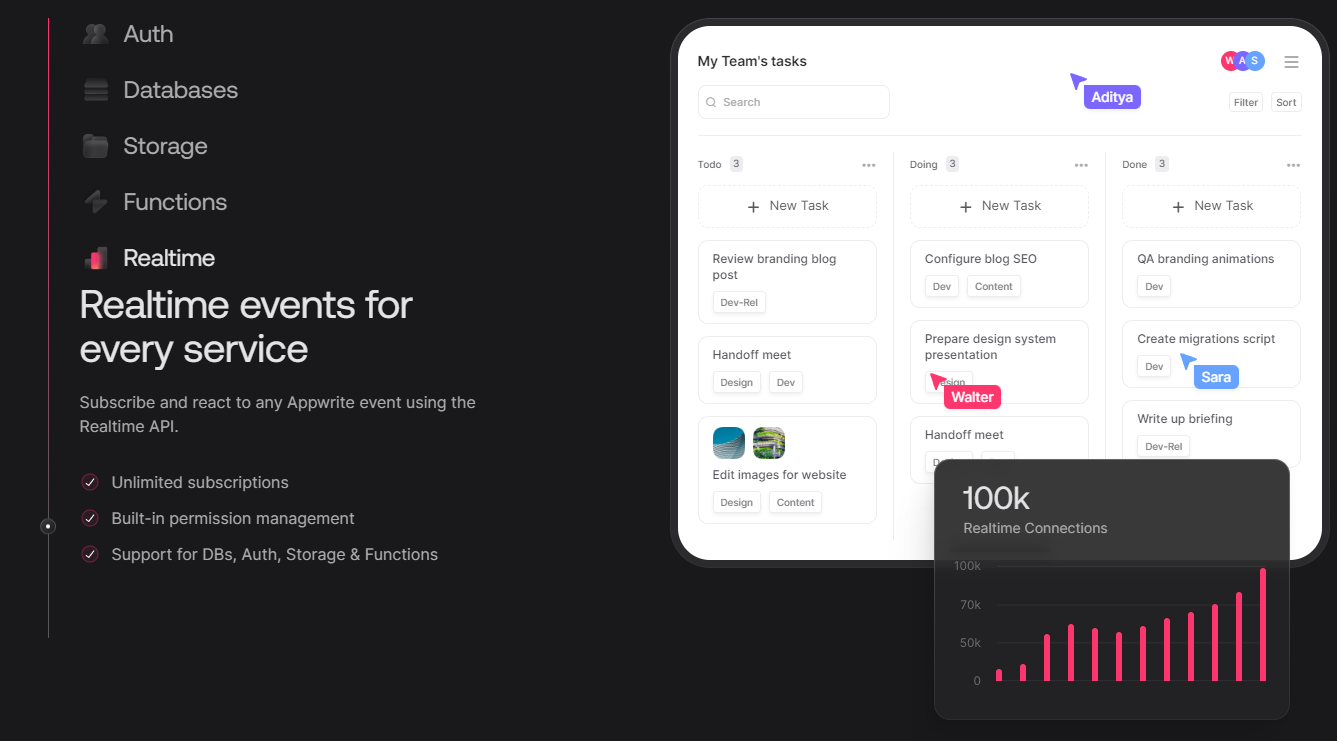 Auth
Databases
Storage
Functions
Realtime
Realtime events for
every service
Subscribe and react to any Appwrite event using the
Realtime API.
Unlimited subscriptions
Built-in permission management
Support for DBs, Auth, Storage & Functions
My Team's tasks
W A S
Aditya
Search
Filter
Sort
Todo 3
New Task
Review branding blog
post
Dev-Rel
Handoff meet
Design Dev
Edit images for website
Design Content
Doing 3
New Task
Configure blog SEO
Dev Content
Prepare design system
presentation
Design
Walter
Handoff meet
Done 3
New Task
QA branding animations
Dev
Create migrations script
Dev
Sara
Write up briefing
Dev-Rel
100k
Realtime Connections
100k
70k
50k
0